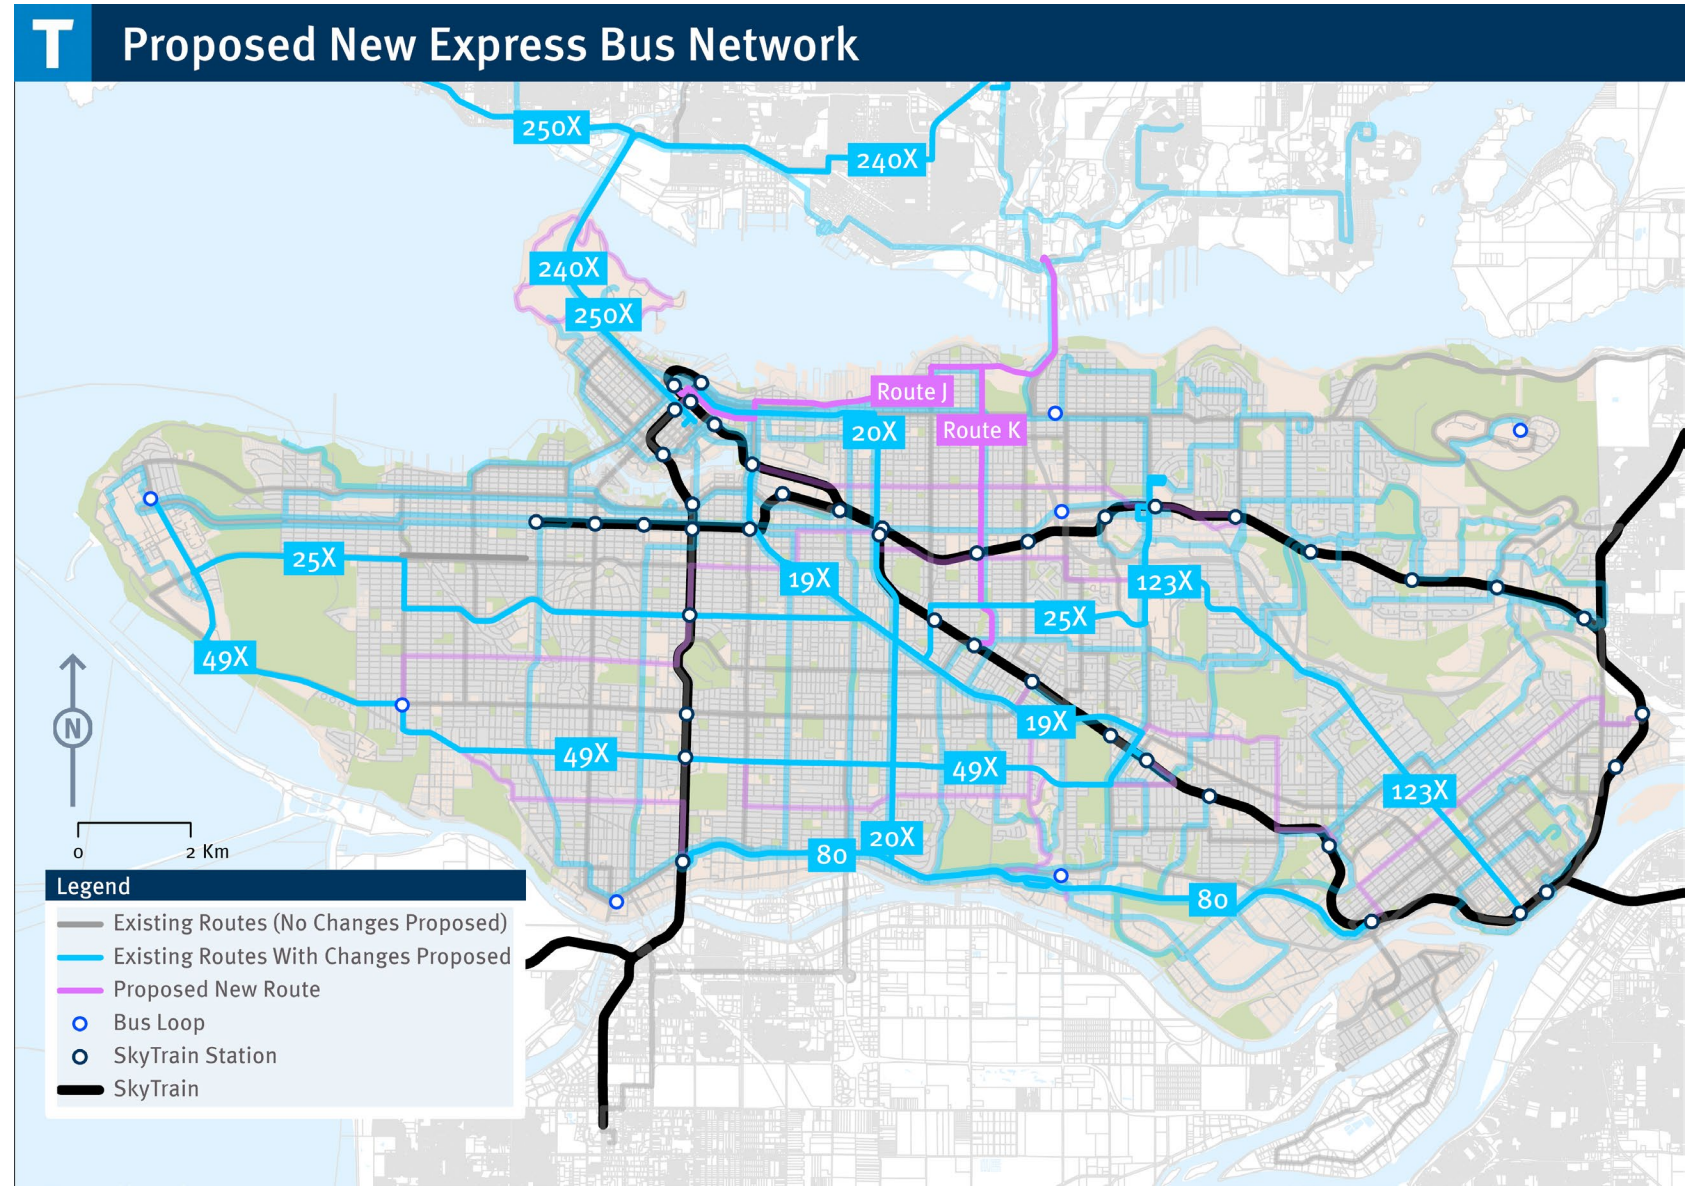 T Proposed New Express Bus Network
250X
240X
240X
250X
Route J
20X
Route K
25X
19X
123X
25X
49X
19X
N
49X
49X
123X
20X
80
0 2 Km
80
Legend
Existing Routes (No Changes Proposed)
Existing Routes With Changes Proposed
Proposed New Route
Bus Loop
SkyTrain Station
SkyTrain